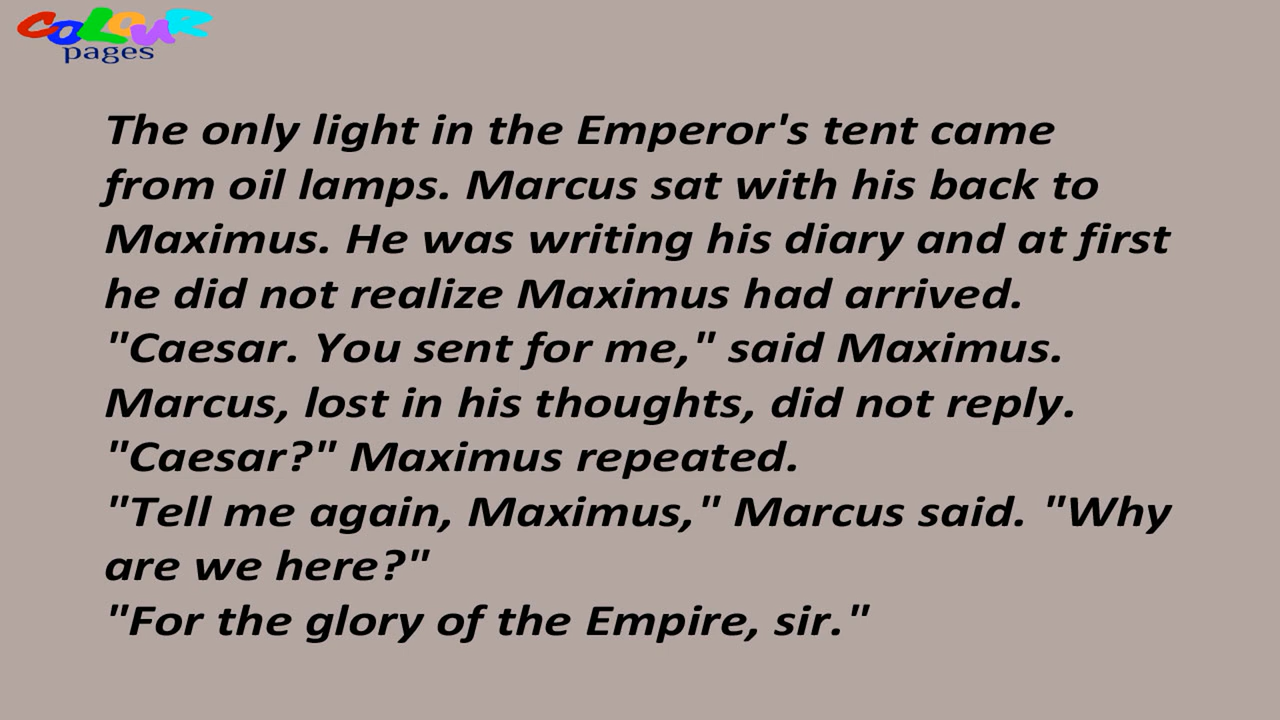 COLOUR
pages
The only light in the Emperor's tent came
from oil lamps. Marcus sat with his back to
Maximus. He was writing his diary and at first
he did not realize Maximus had arrived.
"Caesar. You sent for me," said Maximus.
Marcus, lost in his thoughts, did not reply.
"Caesar?" Maximus repeated.
"Tell me again, Maximus," Marcus said. "Why
are we here?"
"For the glory of the Empire, sir."